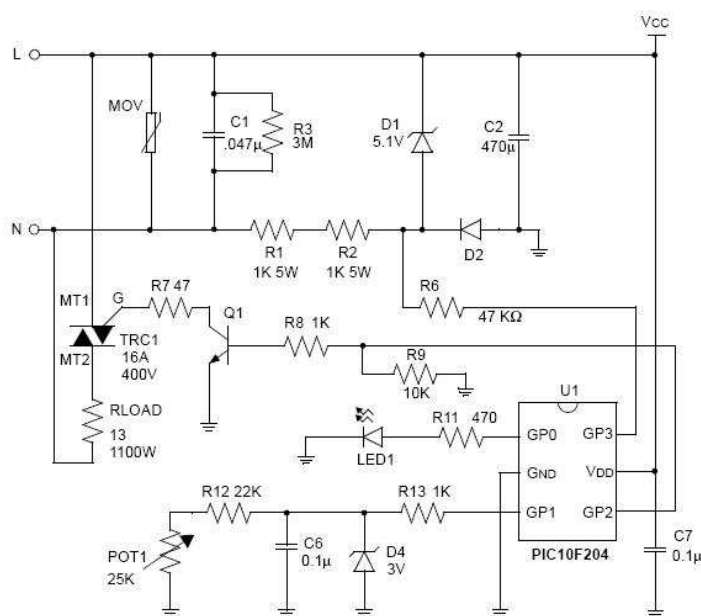 VCC
L
MOV
C1
.047µ
R3
3M
D1
5.1V
C2
470µ
N
R1
1K 5W
R2
1K 5W
D2
R6
47 KΩ
MT1
G
R7 47
Q1
R8 1K
MT2
TRC1
16A
400V
R9
10K
U1
RLOAD
13
1100W
LED1
R11 470
GP0
GP3
GND
VDD
GP1
GP2
PIC10F204
R12 22K
R13 1K
POT1
25K
C6
0.1µ
D4
3V
C7
0.1µ